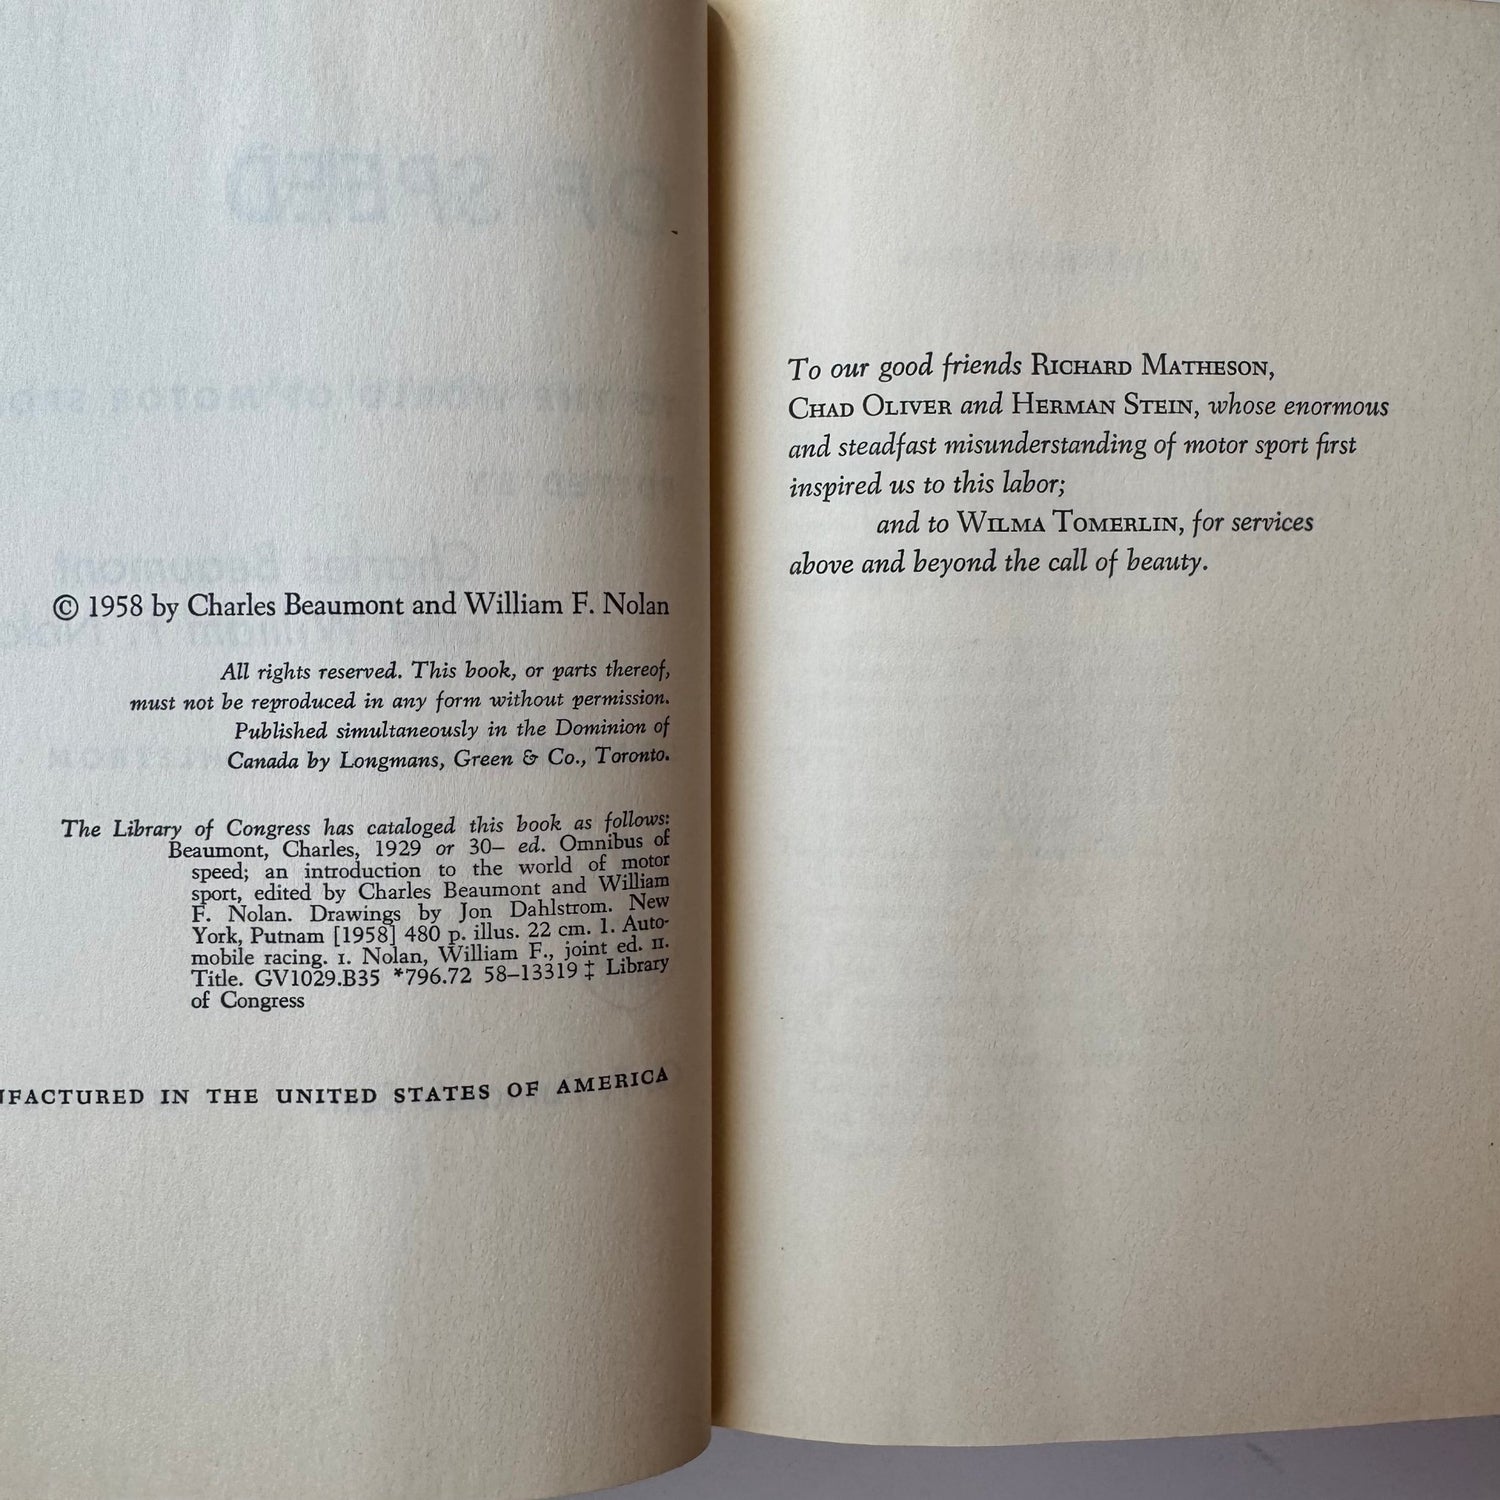 OF SPEED
© 1958 by Charles Beaumont and William F. Nolan
All rights reserved. This book, or parts thereof,
must not be reproduced in any form without permission.
Published simultaneously in the Dominion of
Canada by Longmans, Green & Co., Toronto.
The Library of Congress has cataloged this book as follows:
Beaumont, Charles, 1929 or 30– ed. Omnibus of
speed; an introduction to the world of motor
sport, edited by Charles Beaumont and William
F. Nolan. Drawings by Jon Dahlstrom. New
York, Putnam [1958] 480 p. illus. 22 cm. 1. Auto-
mobile racing. I. Nolan, William F., joint ed. II.
Title. GV1029.B35 *796.72 58–13319 ‡ Library
of Congress
IN THE UNITED STATES OF AMERICA
To our good friends RICHARD MATHESON,
CHAD OLIVER and HERMAN STEIN, whose enormous
and steadfast misunderstanding of motor sport first
inspired us to this labor;
and to WILMA TOMERLIN, for services
above and beyond the call of beauty.